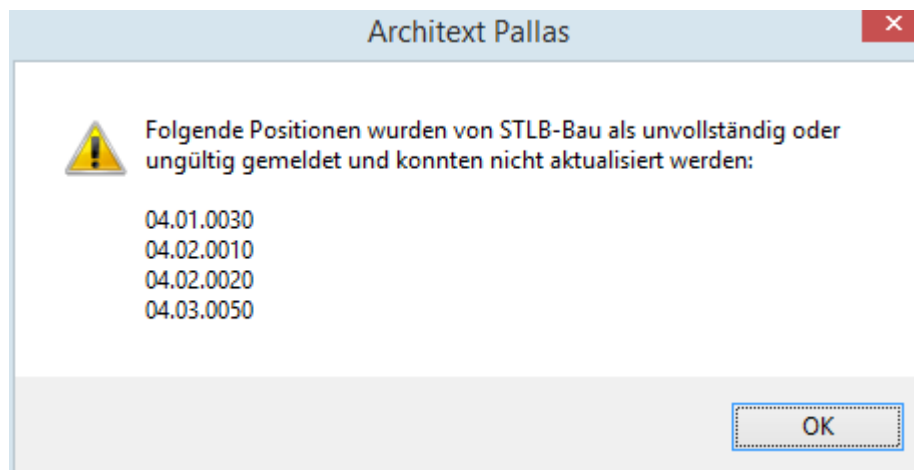 Architext Pallas
Folgende Positionen wurden von STLB-Bau als unvollständig oder
ungültig gemeldet und konnten nicht aktualisiert werden:
04.01.0030
04.02.0010
04.02.0020
04.03.0050
OK